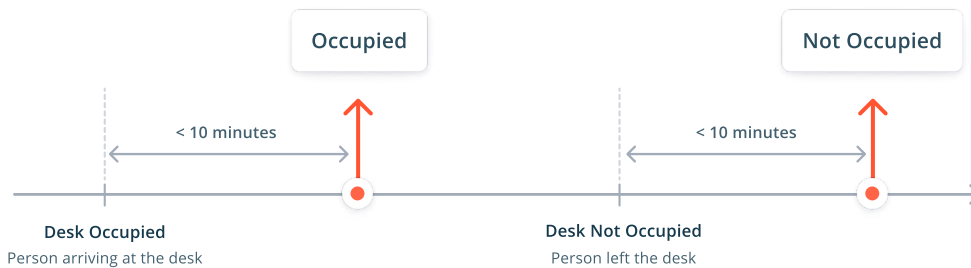 Occupied
Not Occupied
< 10 minutes
< 10 minutes
Desk Occupied
Person arriving at the desk
Desk Not Occupied
Person left the desk